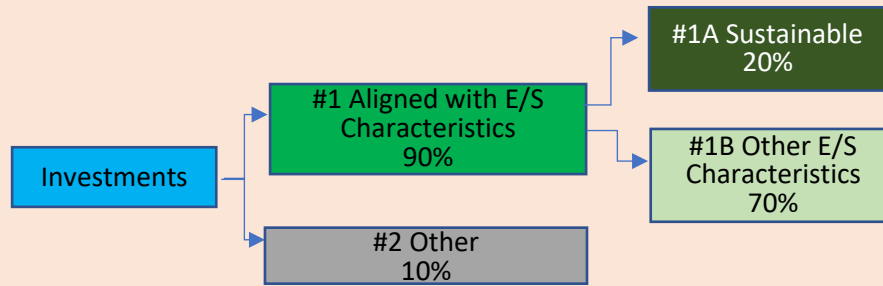 Investments
#1 Aligned with E/S
Characteristics
90%
#2 Other
10%
#1A Sustainable
20%
#1B Other E/S
Characteristics
70%